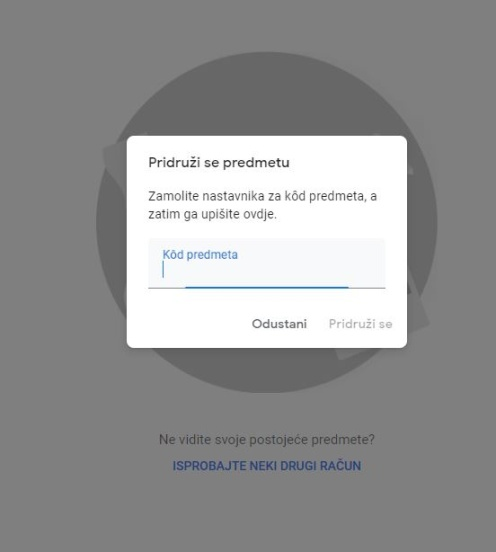 Pridruži se predmetu
Zamolite nastavnika za kôd predmeta, a
zatim ga upišite ovdje.
Kôd predmeta
Odustani Pridruži se
Ne vidite svoje postojeće predmete?
ISPROBAJTE NEKI DRUGI RAČUN